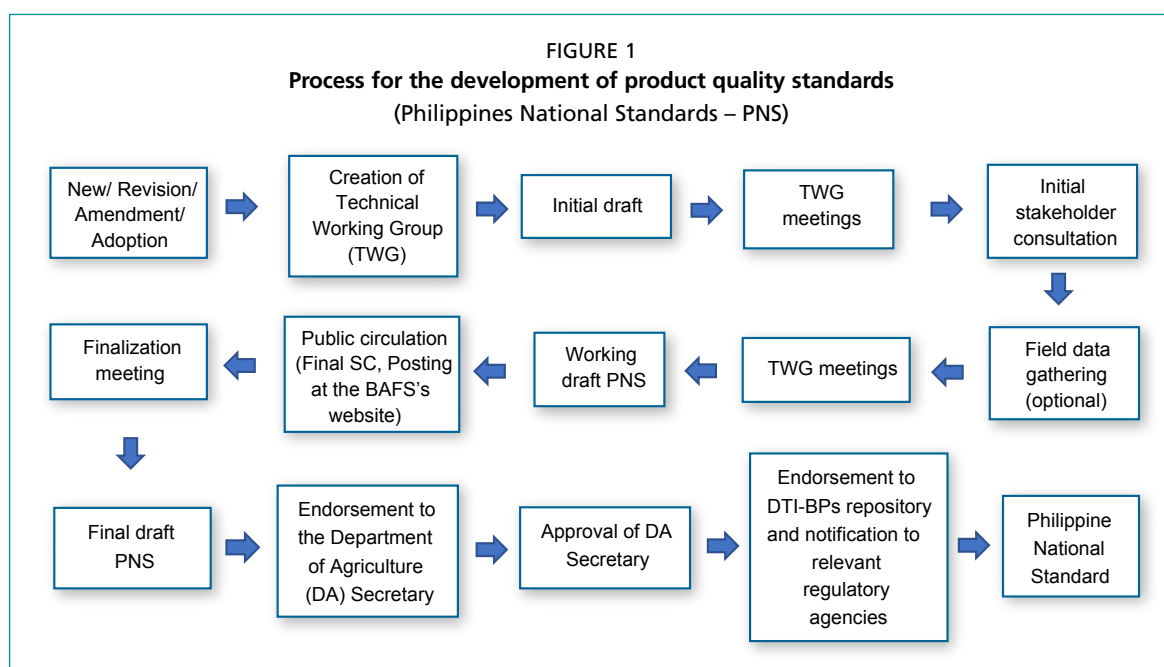 FIGURE 1
Process for the development of product quality standards
(Philippines National Standards – PNS)
New/ Revision/
Amendment/
Adoption
Creation of
Technical
Working Group
(TWG)
Initial draft
TWG
meetings
Initial
stakeholder
consultation
Field data
gathering
(optional)
TWG meetings
Working
draft PNS
Public circulation
(Final SC, Posting
at the BAFS's
website)
Finalization
meeting
Final draft
PNS
Endorsement to
the Department
of Agriculture
(DA) Secretary
Approval of DA
Secretary
Endorsement to
DTI-BPs repository
and notification to
relevant
regulatory
agencies
Philippine
National
Standard